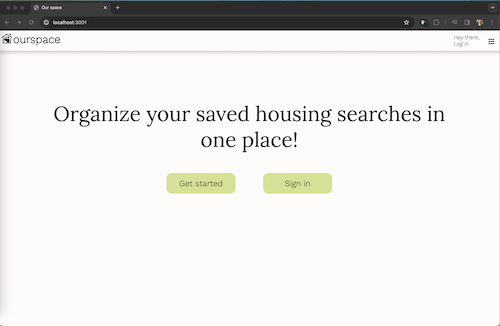 Our space
localhost:3001
ourspace
Hey there,
Log in
Organize your saved housing searches in
one place!
Get started
Sign in